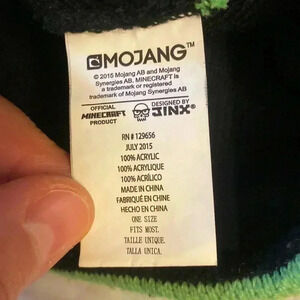 MOJANG™
© 2015 Mojang AB and Mojang
Synergies AB. MINECRAFT is
a trademark or registered
trademark of Mojang Synergies AB
OFFICIAL
MINECRAFT
PRODUCT
DESIGNED BY
JINX®
RN # 129656
JULY 2015
100% ACRYLIC
100% ACRYLIQUE
100% ACRÍLICO
MADE IN CHINA
FABRIQUÉ EN CHINE
HECHO EN CHINA
ONE SIZE
FITS MOST.
TAILLE UNIQUE.
TALLA UNICA.